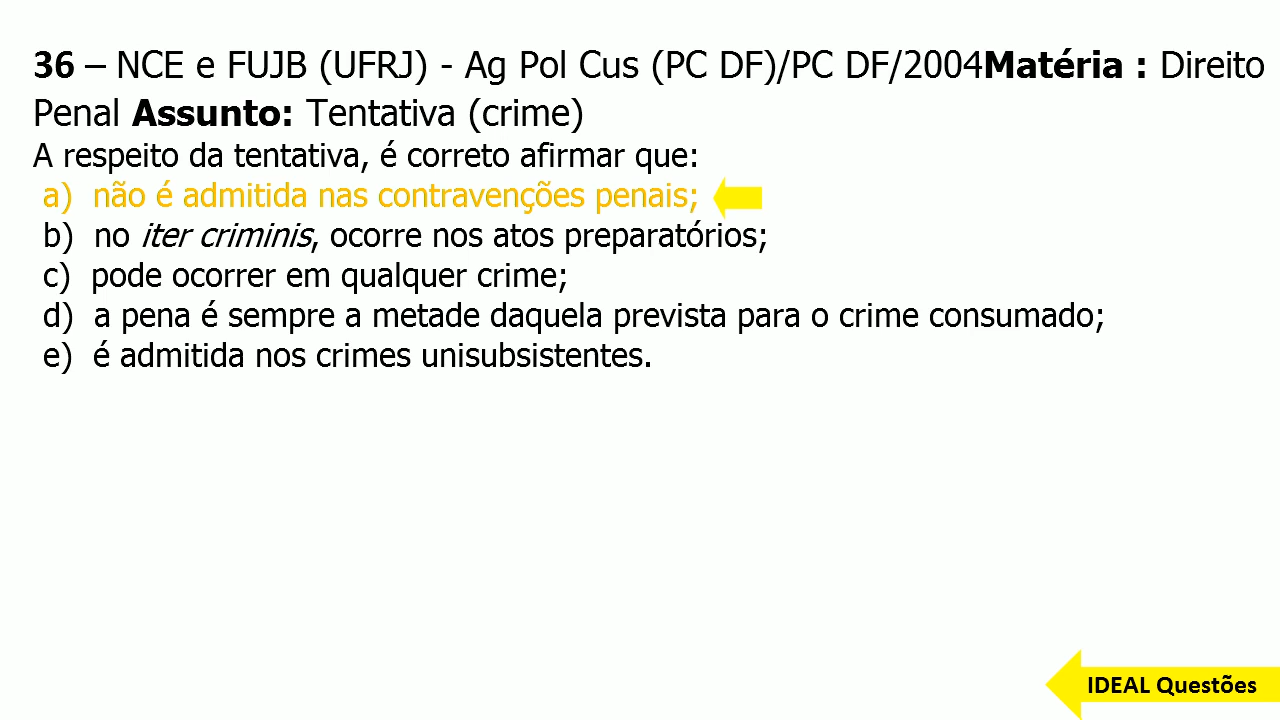 36 – NCE e FUJB (UFRJ) - Ag Pol Cus (PC DF)/PC DF/2004Matéria : Direito
Penal Assunto: Tentativa (crime)
A respeito da tentativa, é correto afirmar que:
a) não é admitida nas contravenções penais;
b) no iter criminis, ocorre nos atos preparatórios;
c) pode ocorrer em qualquer crime;
d) a pena é sempre a metade daquela prevista para o crime consumado;
e) é admitida nos crimes unisubsistentes.
IDEAL Questões